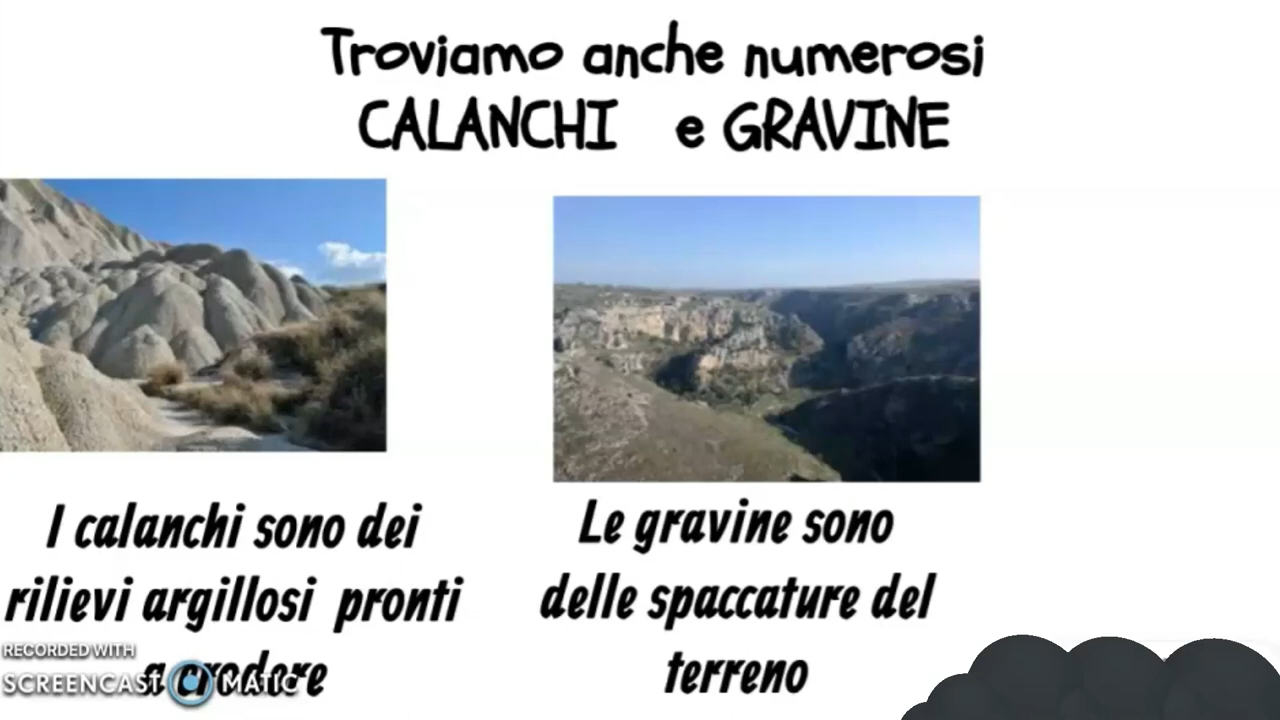 Troviamo anche numerosi
CALANCHI e GRAVINE
I calanchi sono dei
rilievi argillosi pronti
a
Le gravine sono
delle spaccature del
terreno
RECORDED WITH
SCREENCAST MATIC